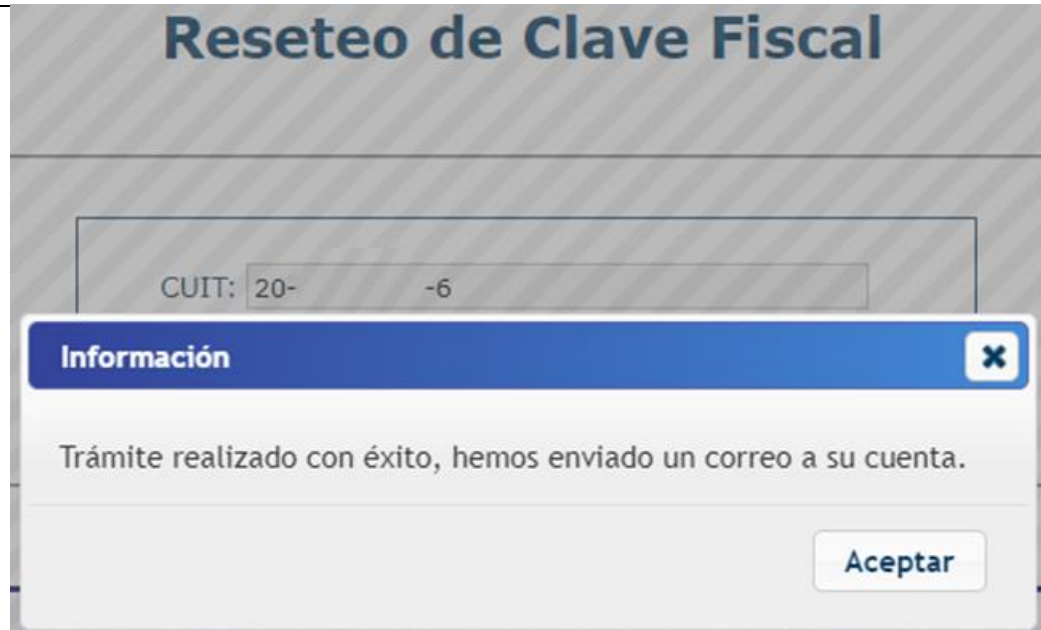 Reseteo de Clave Fiscal
CUIT: 20- -6
Información
Trámite realizado con éxito, hemos enviado un correo a su cuenta.
Aceptar